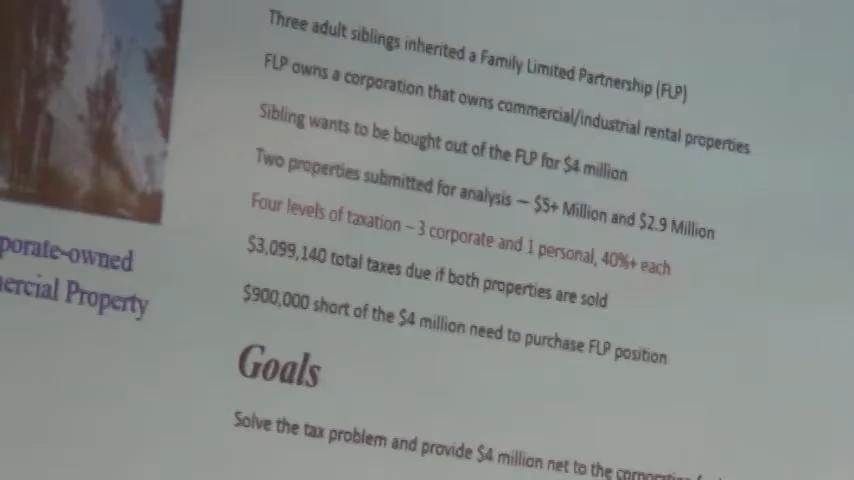 Three adult siblings inherited a Family Limited Partnership (FLP)
FLP owns a corporation that owns commercial/industrial rental properties
Sibling wants to be bought out of the FLP for $4 million
Two properties submitted for analysis – $5+ Million and $2.9 Million
Four levels of taxation – 3 corporate and 1 personal, 40%+ each
porate-owned
$3,099,140 total taxes due if both properties are sold
ercial Property
$900,000 short of the $4 million need to purchase FLP position
Goals
Solve the tax problem and provide $4 million net to the